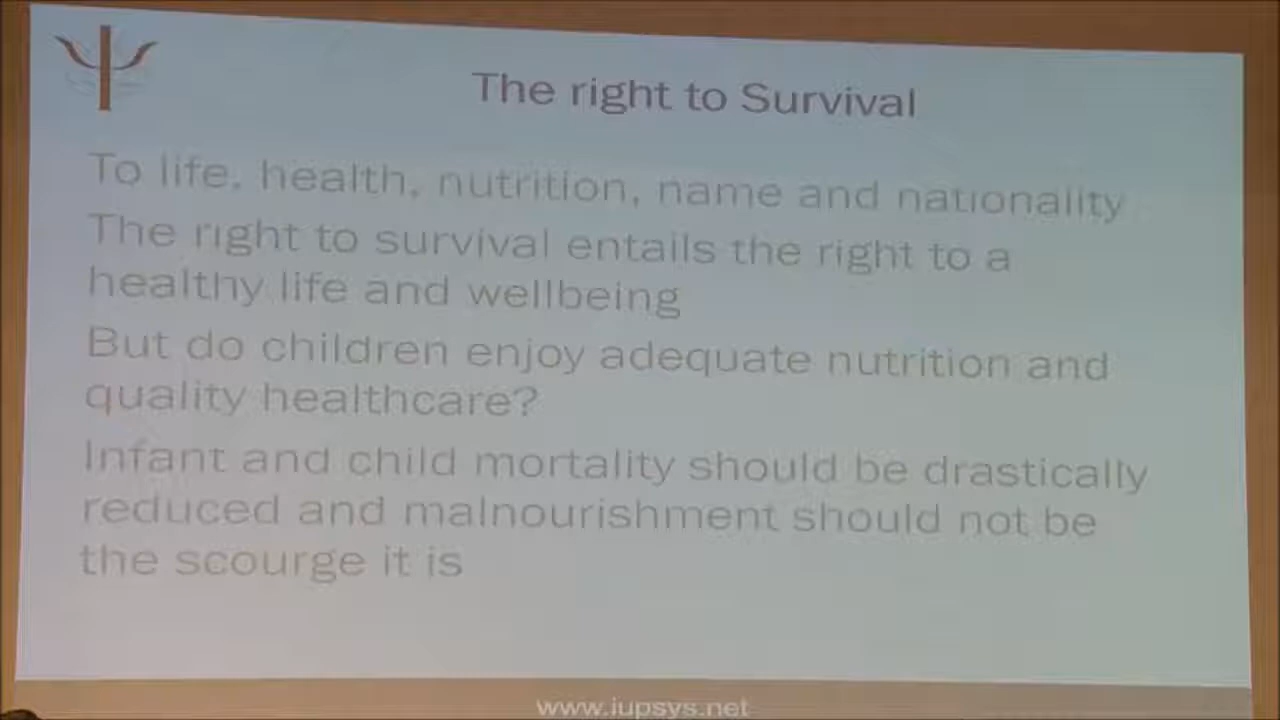 The right to Survival
To life, health, nutrition, name and nationality
The right to survival entails the right to a
healthy life and wellbeing
But do children enjoy adequate nutrition and
quality healthcare?
Infant and child mortality should be drastically
reduced and malnourishment should not be
the scourge it is
www.iupsys.net